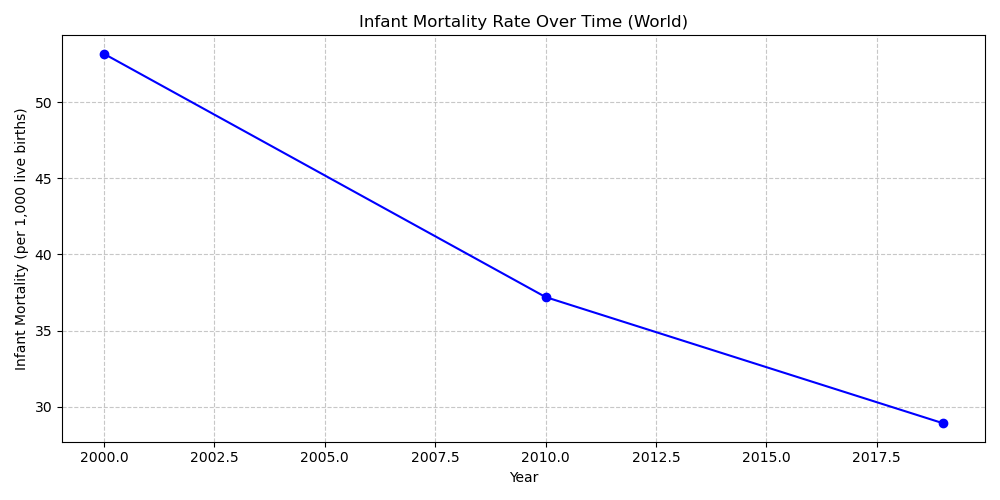 Infant Mortality Rate Over Time (World)
Infant Mortality (per 1,000 live births)
50
45
40
35
30
2000.0 2002.5 2005.0 2007.5 2010.0 2012.5 2015.0 2017.5
Year